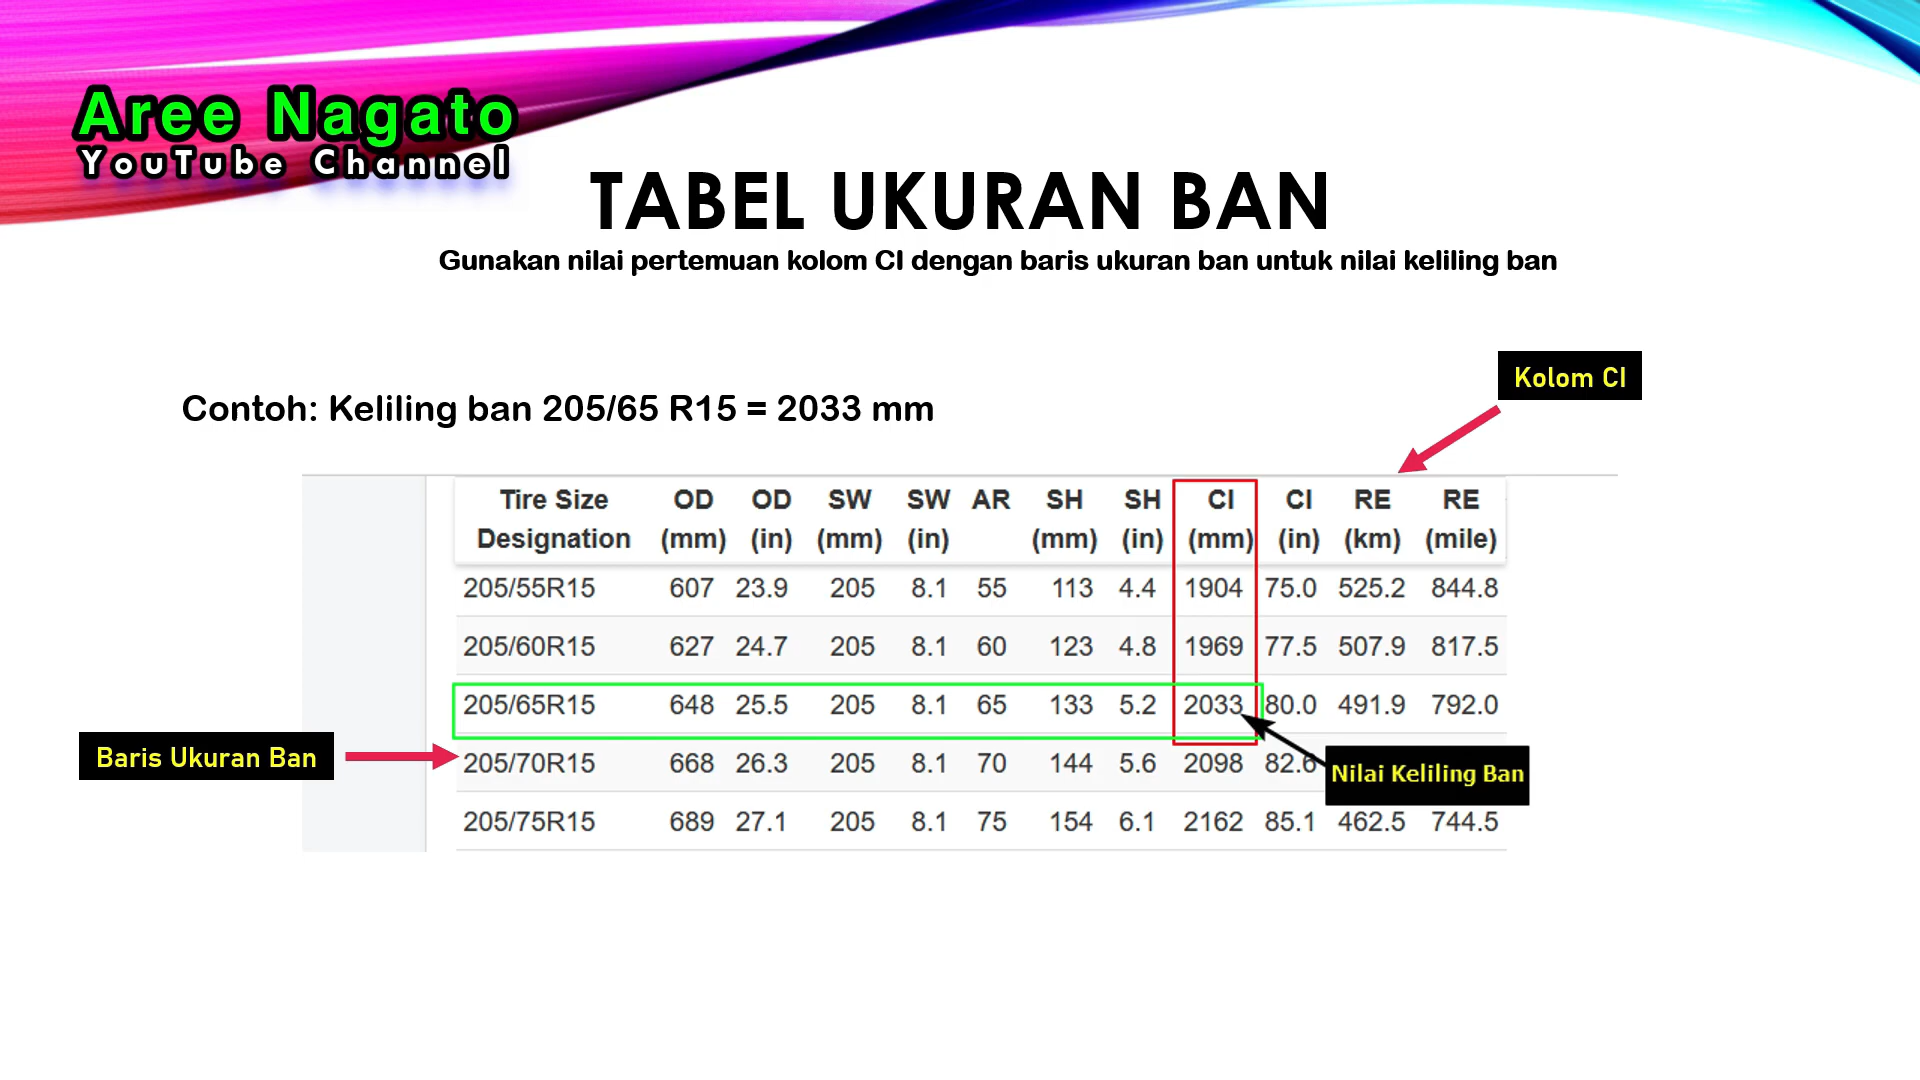 Aree Nagato
YouTube Channel
TABEL UKURAN BAN
Gunakan nilai pertemuan kolom CI dengan baris ukuran ban untuk nilai keliling ban
Kolom CI
Contoh: Keliling ban 205/65 R15 = 2033 mm
Tire Size Designation OD (mm) OD (in) SW (mm) SW (in) AR SH (mm) SH (in) CI (mm) CI (in) RE (km) RE (mile)
205/55R15 607 23.9 205 8.1 55 113 4.4 1904 75.0 525.2 844.8
205/60R15 627 24.7 205 8.1 60 123 4.8 1969 77.5 507.9 817.5
205/65R15 648 25.5 205 8.1 65 133 5.2 2033 80.0 491.9 792.0
Baris Ukuran Ban
205/70R15 668 26.3 205 8.1 70 144 5.6 2098 82.6
Nilai Keliling Ban
205/75R15 689 27.1 205 8.1 75 154 6.1 2162 85.1 462.5 744.5